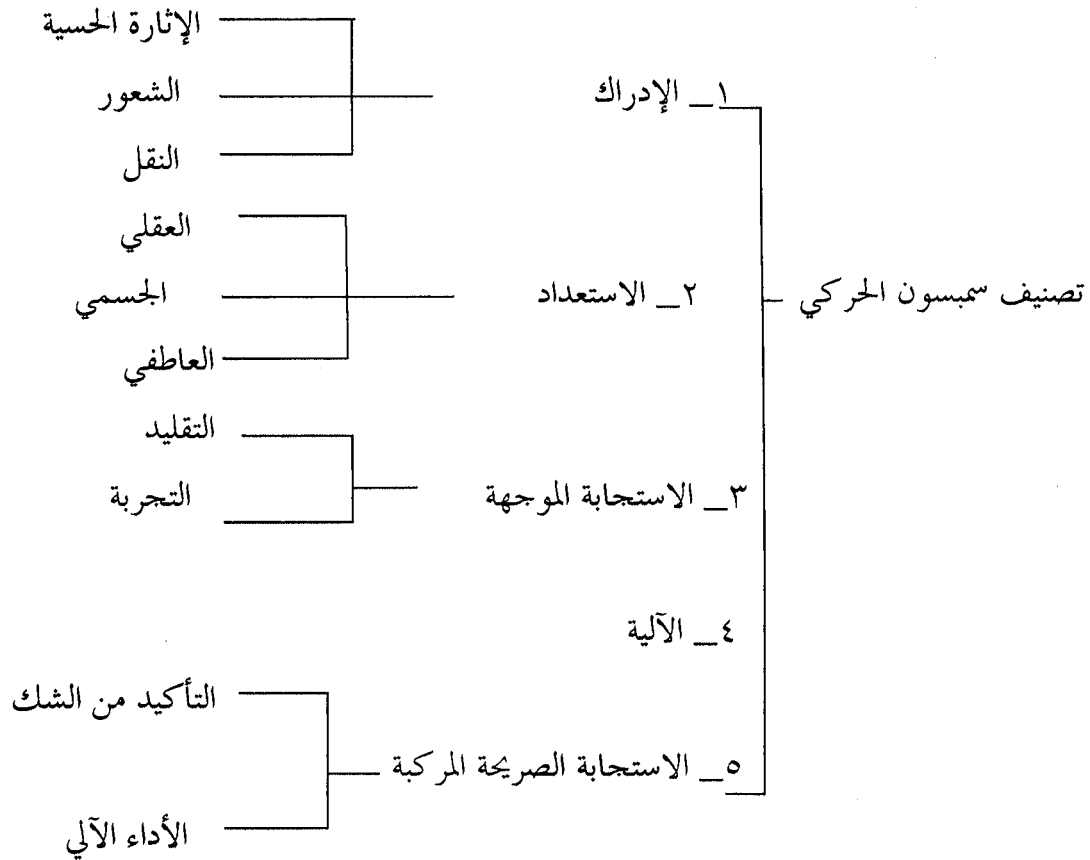 تصنيف سمبسون الحركي
١_ الإدراك
الإثارة الحسية
الشعور
النقل
٢_ الاستعداد
العقلي
الجسمي
العاطفي
٣_ الاستجابة الموجهة
التقليد
التجربة
٤_ الآلية
٥_ الاستجابة الصريحة المركبة
التأكيد من الشك
الأداء الآلي